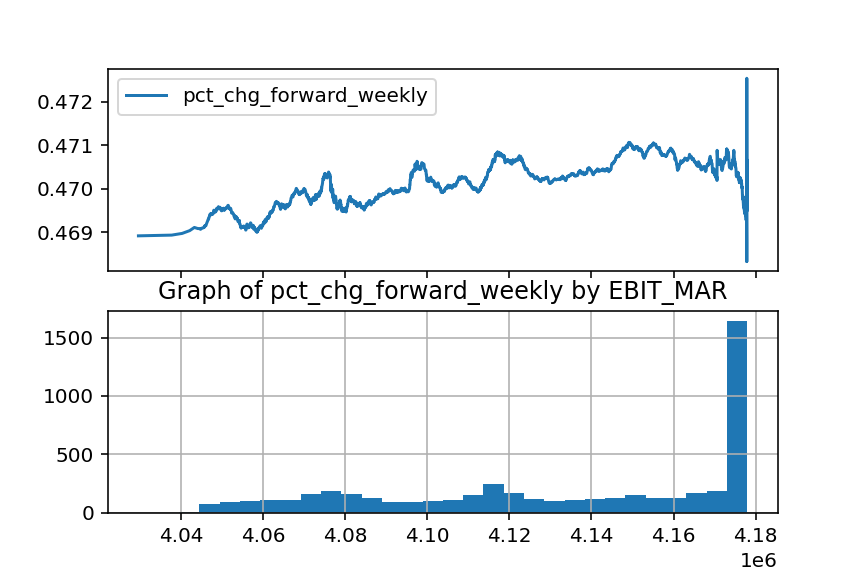 pct_chg_forward_weekly
0.472
0.471
0.470
0.469
Graph of pct_chg_forward_weekly by EBIT_MAR
1500
1000
500
0
4.04 4.06 4.08 4.10 4.12 4.14 4.16 4.18
1e6